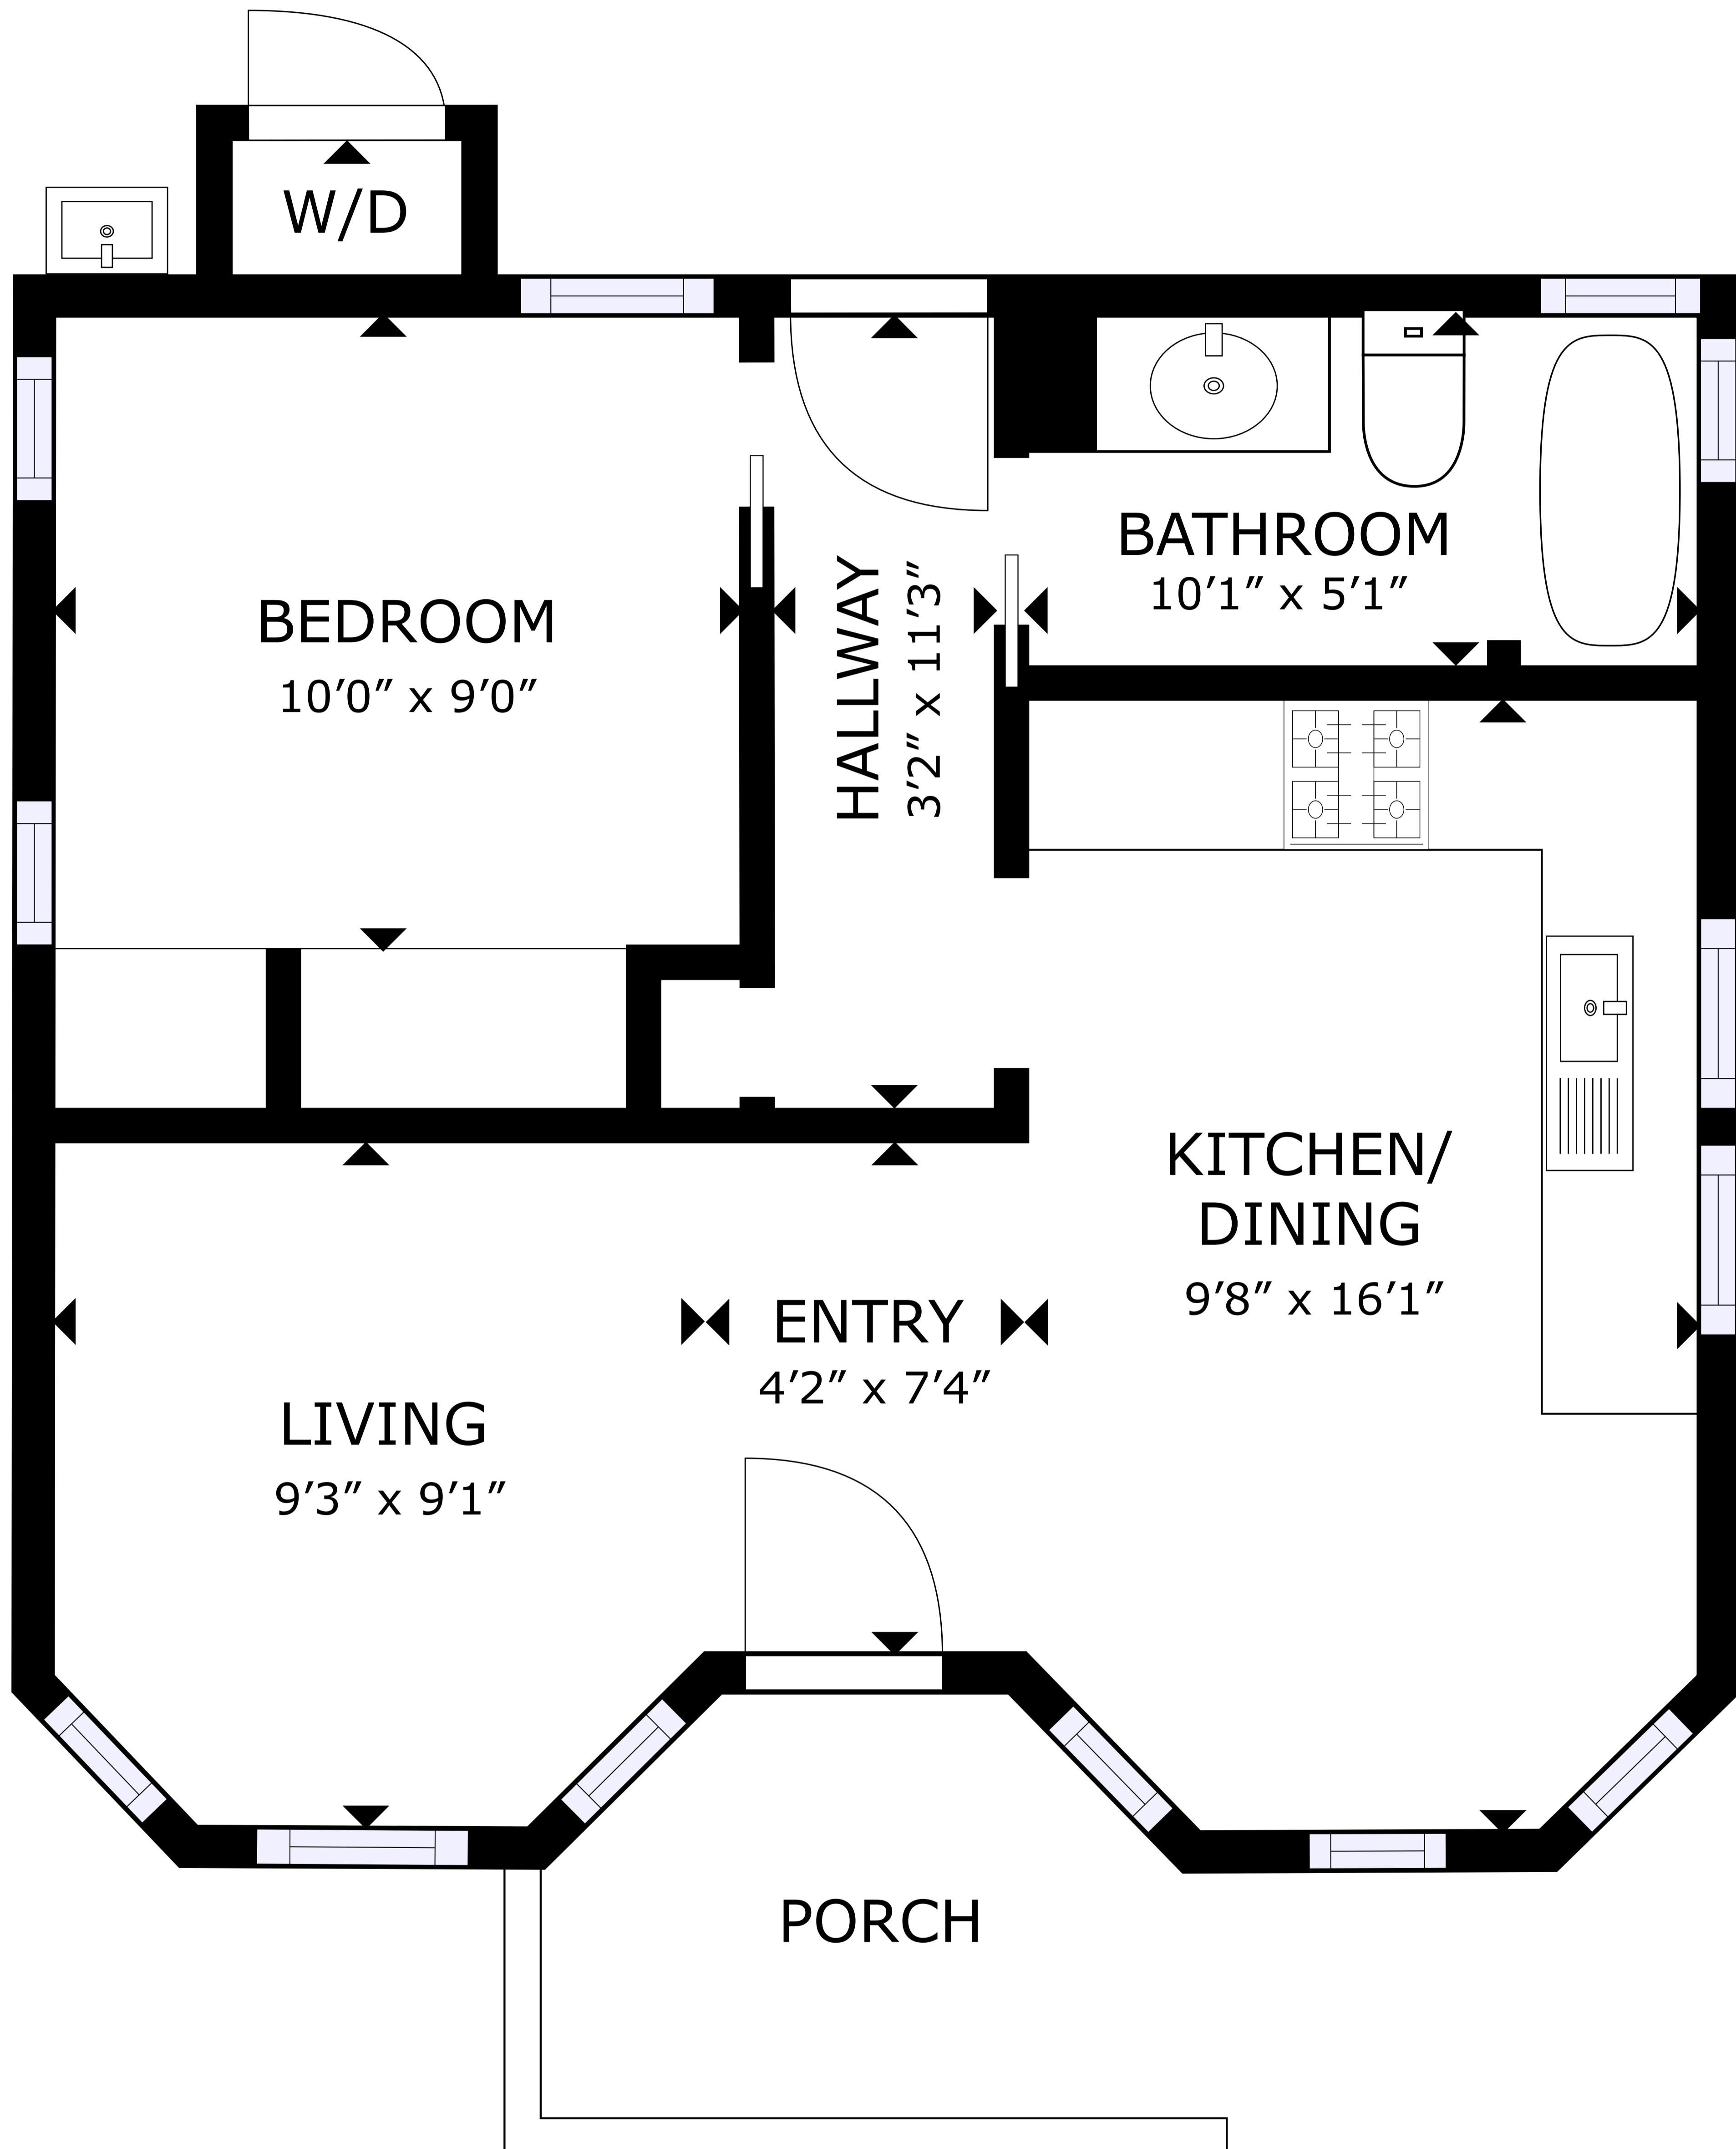 W/D
BATHROOM
10'1" x 5'1"
BEDROOM
10'0" x 9'0"
HALLWAY
3'2" x 11'3"
KITCHEN/
DINING
9'8" x 16'1"
ENTRY
4'2" x 7'4"
LIVING
9'3" x 9'1"
PORCH